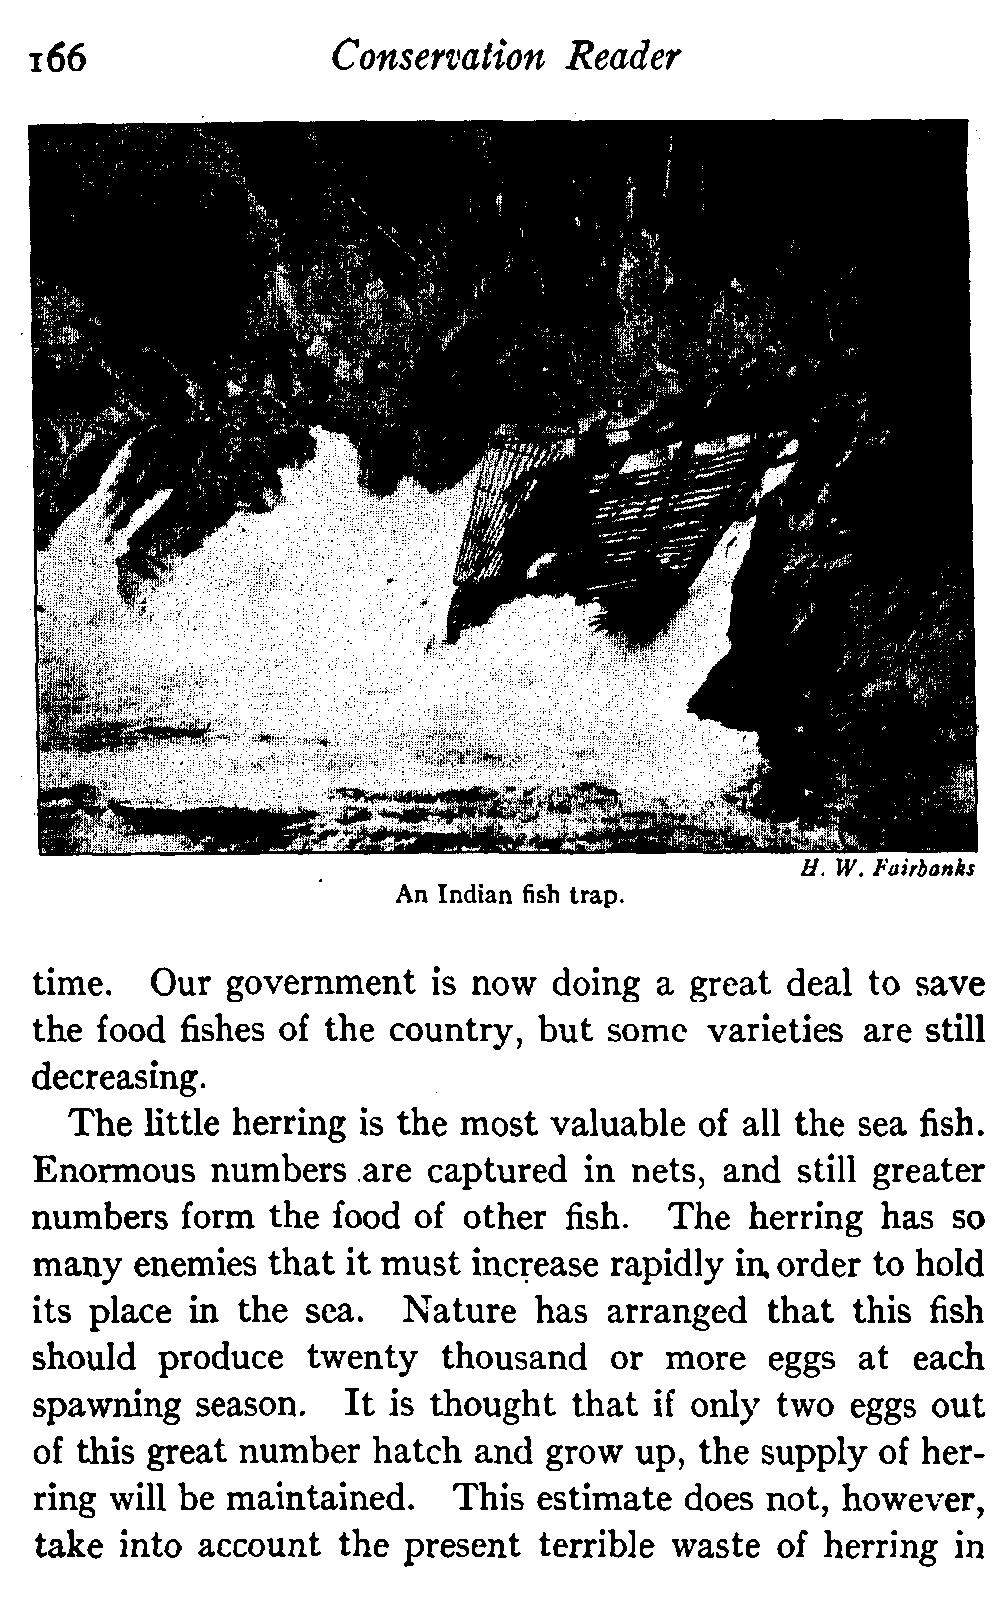 166 Conservation Reader
H. W. Fairbanks
An Indian fish trap.
time. Our government is now doing a great deal to save
the food fishes of the country, but some varieties are still
decreasing.
The little herring is the most valuable of all the sea fish.
Enormous numbers are captured in nets, and still greater
numbers form the food of other fish. The herring has so
many enemies that it must increase rapidly in order to hold
its place in the sea. Nature has arranged that this fish
should produce twenty thousand or more eggs at each
spawning season. It is thought that if only two eggs out
of this great number hatch and grow up, the supply of her-
ring will be maintained. This estimate does not, however,
take into account the present terrible waste of herring in